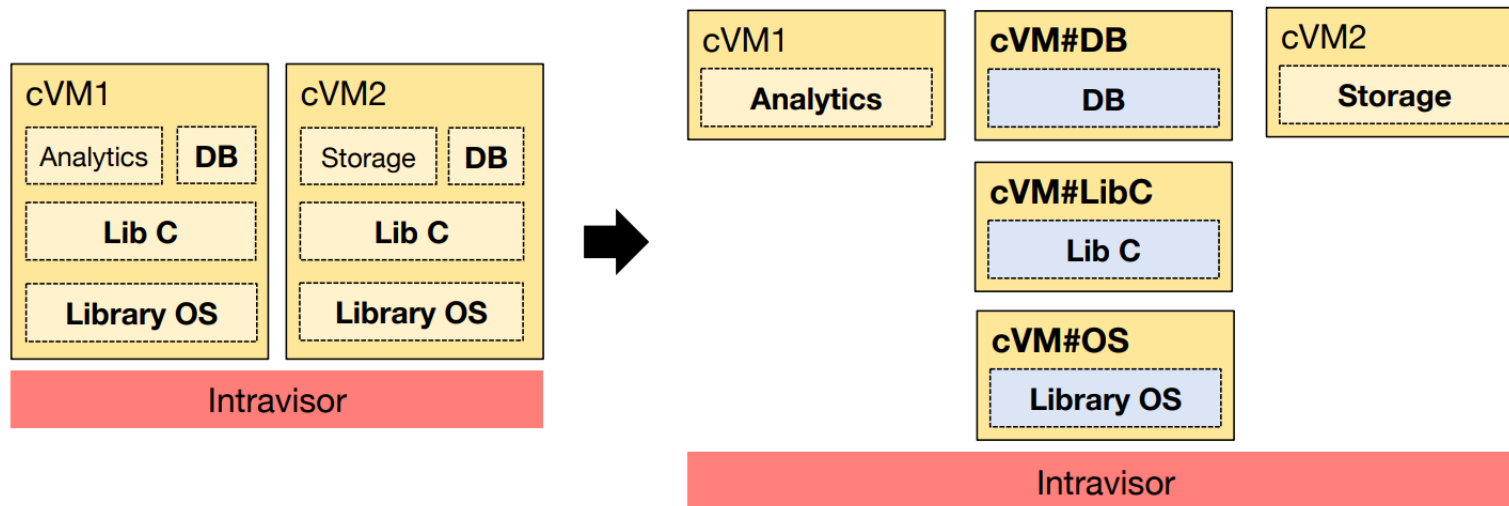 cVM1
Analytics
DB
Lib C
Library OS
cVM2
Storage
DB
Lib C
Library OS
Intravisor
cVM1
Analytics
cVM#DB
DB
cVM2
Storage
cVM#LibC
Lib C
cVM#OS
Library OS
Intravisor